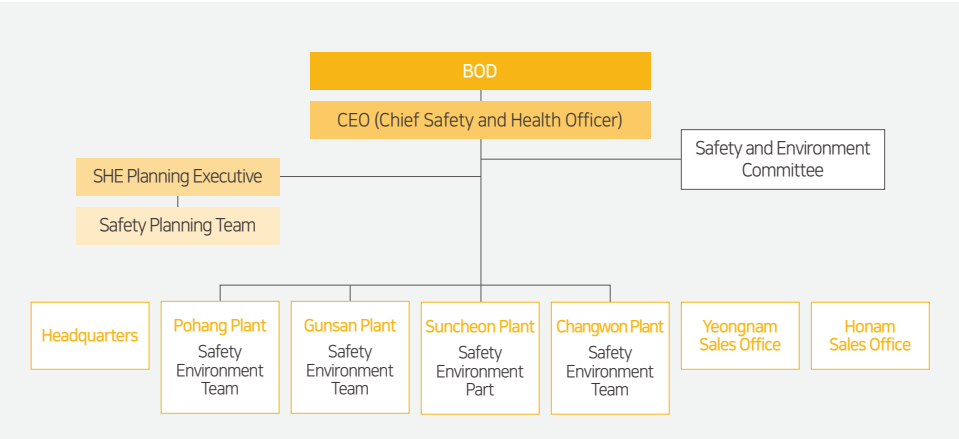 BOD
CEO (Chief Safety and Health Officer)
Safety and Environment
Committee
SHE Planning Executive
Safety Planning Team
Headquarters
Pohang Plant
Safety
Environment
Team
Gunsan Plant
Safety
Environment
Team
Suncheon Plant
Safety
Environment
Part
Changwon Plant
Safety
Environment
Team
Yeongnam
Sales Office
Honam
Sales Office